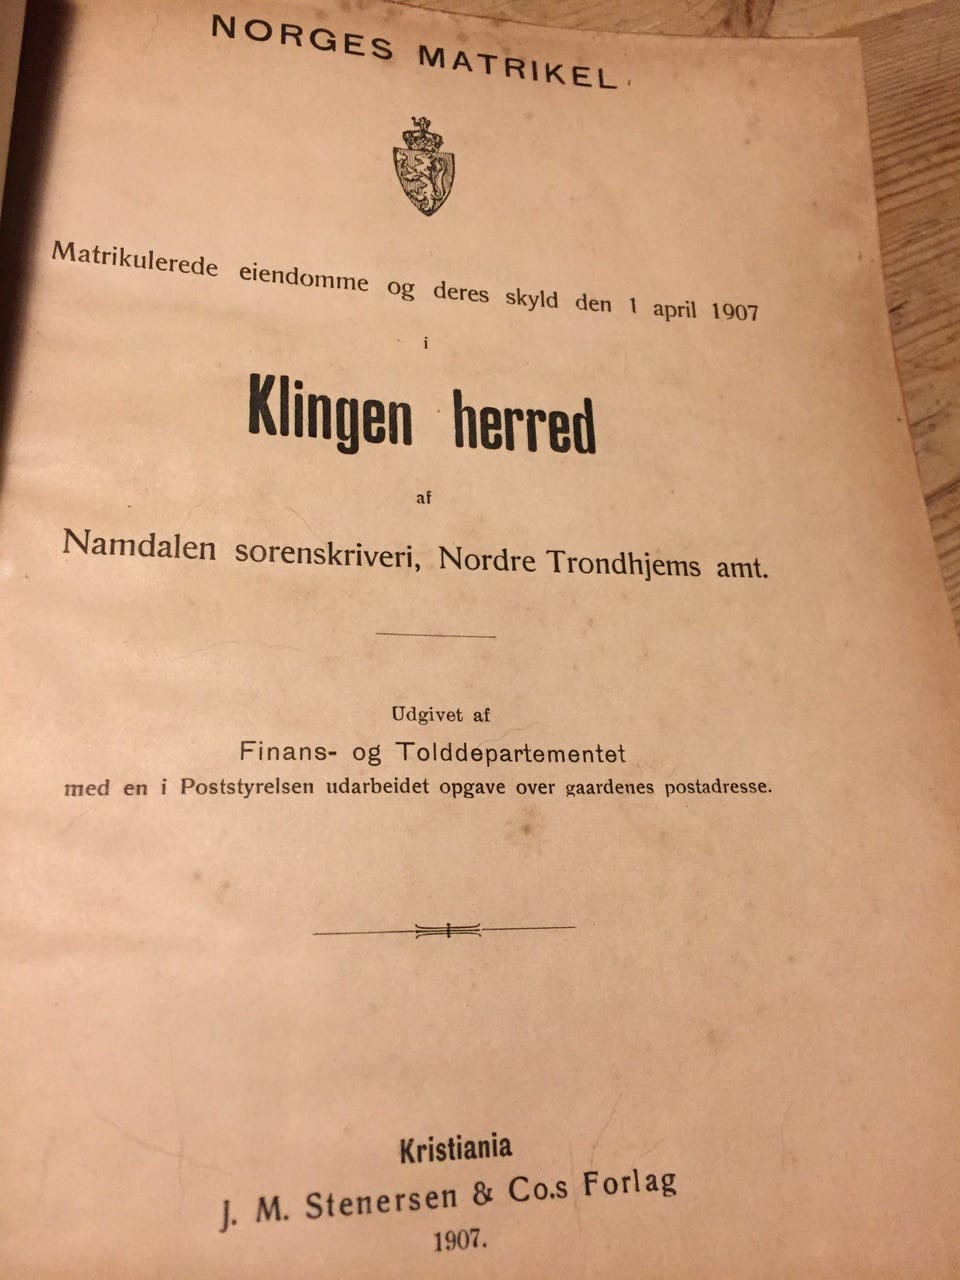 NORGES MATRIKEL
Matrikulerede eiendomme og deres skyld den 1 april 1907
i
Klingen herred
af
Namdalen sorenskriveri, Nordre Trondhjems amt.
Udgivet af
Finans- og Tolddepartementet
med en i Poststyrelsen udarbeidet opgave over gaardenes postadresse.
Kristiania
J. M. Stenersen & Co.s Forlag
1907.